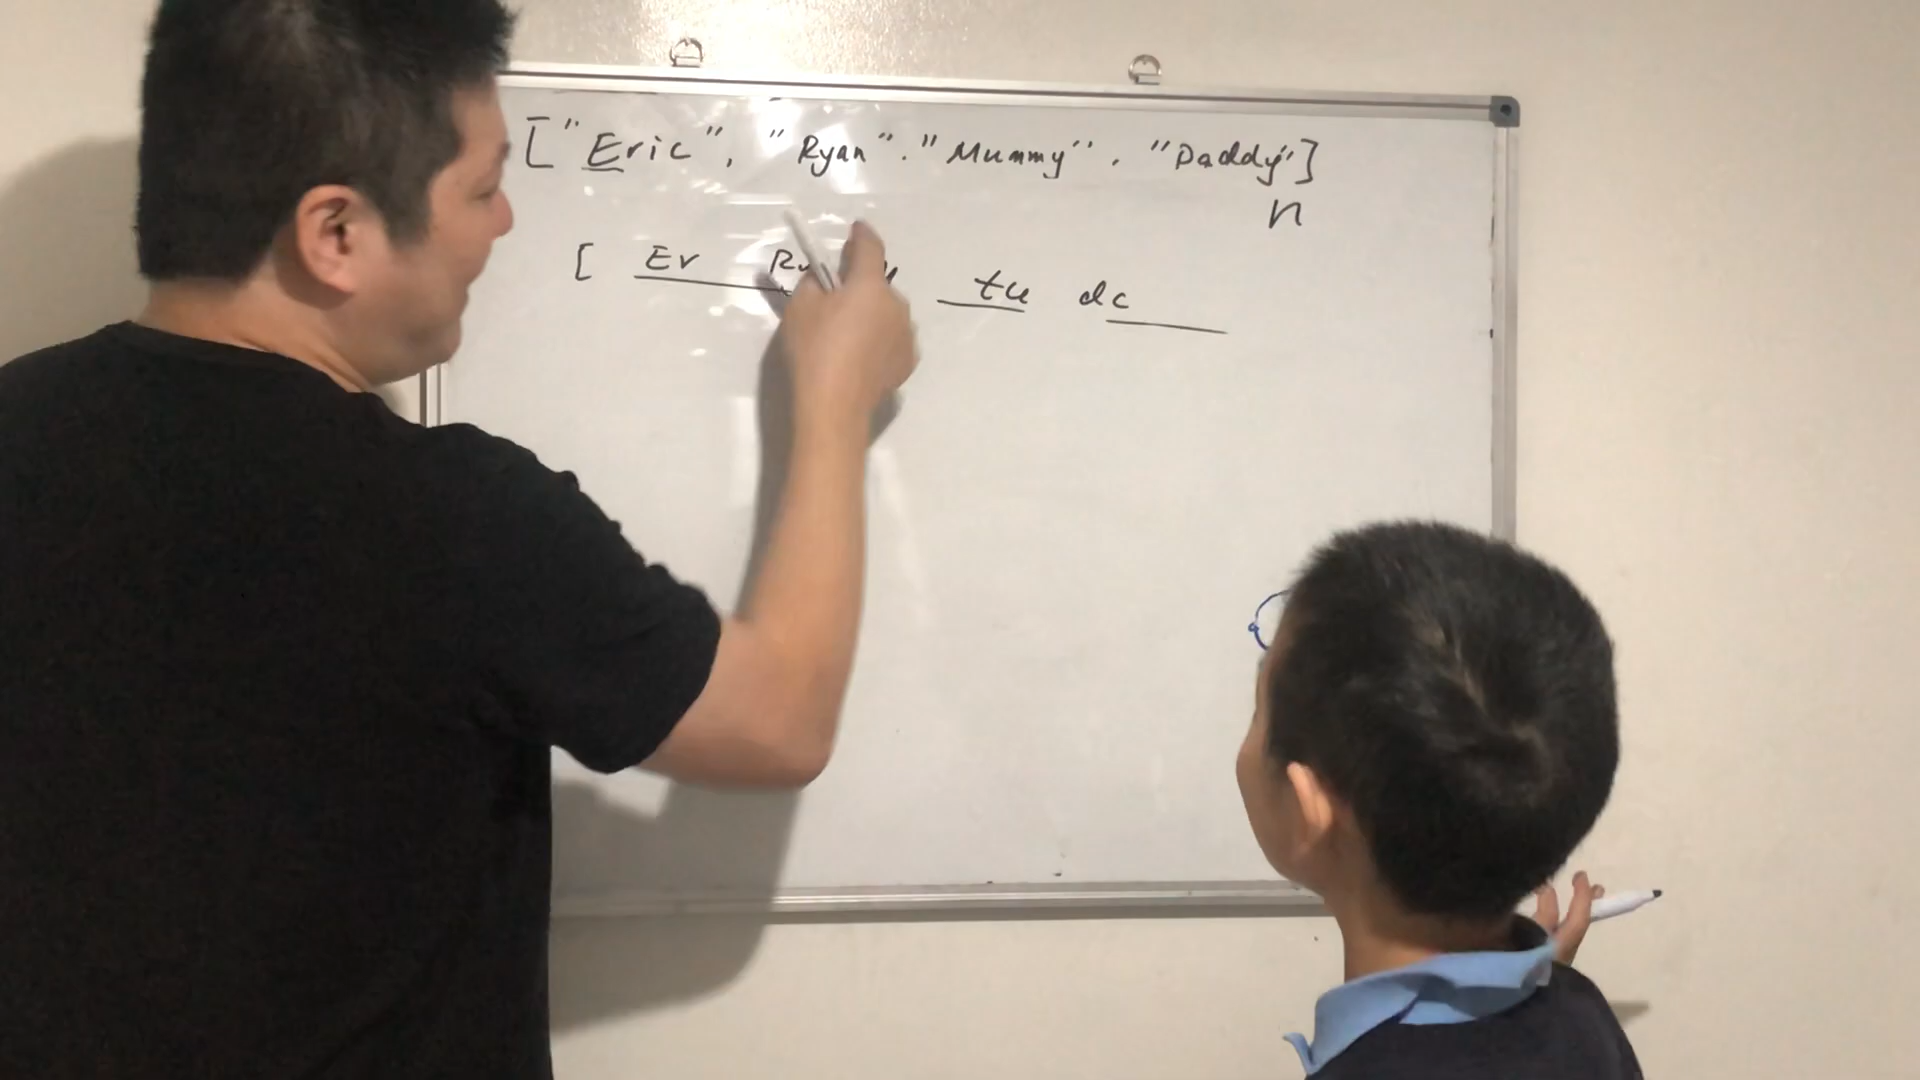 ["Eric", "Ryan"."Mummy". "Daddy"]
n
[ Er tu dc